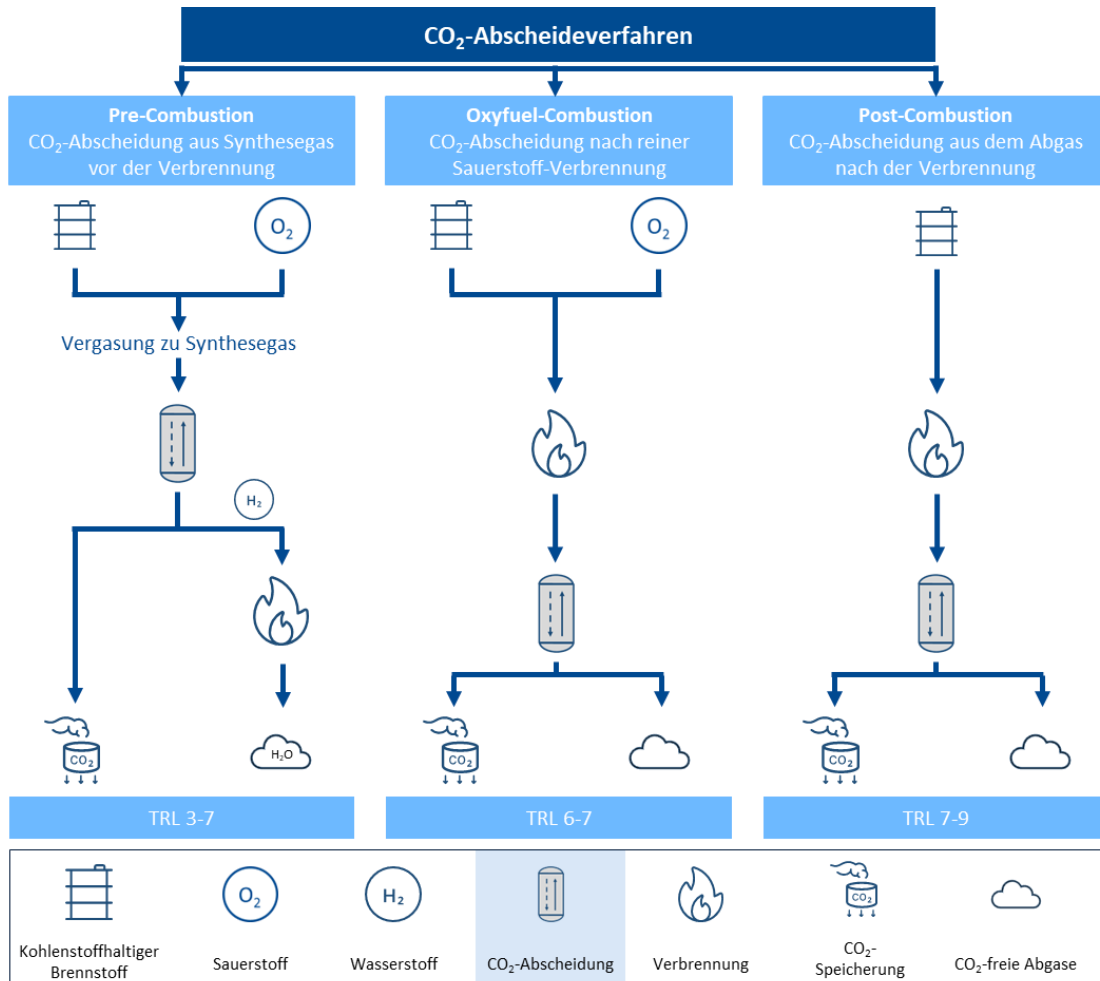 CO₂-Abscheideverfahren
Pre-Combustion
CO₂-Abscheidung aus Synthesegas
vor der Verbrennung
Oxyfuel-Combustion
CO₂-Abscheidung nach reiner
Sauerstoff-Verbrennung
Post-Combustion
CO₂-Abscheidung aus dem Abgas
nach der Verbrennung
O₂
O₂
Vergasung zu Synthesegas
H₂
CO₂
H₂O
CO₂
CO₂
TRL 3-7
TRL 6-7
TRL 7-9
O₂
H₂
CO₂
Kohlenstoffhaltiger
Brennstoff
Sauerstoff
Wasserstoff
CO₂-Abscheidung
Verbrennung
CO₂-
Speicherung
CO₂-freie Abgase